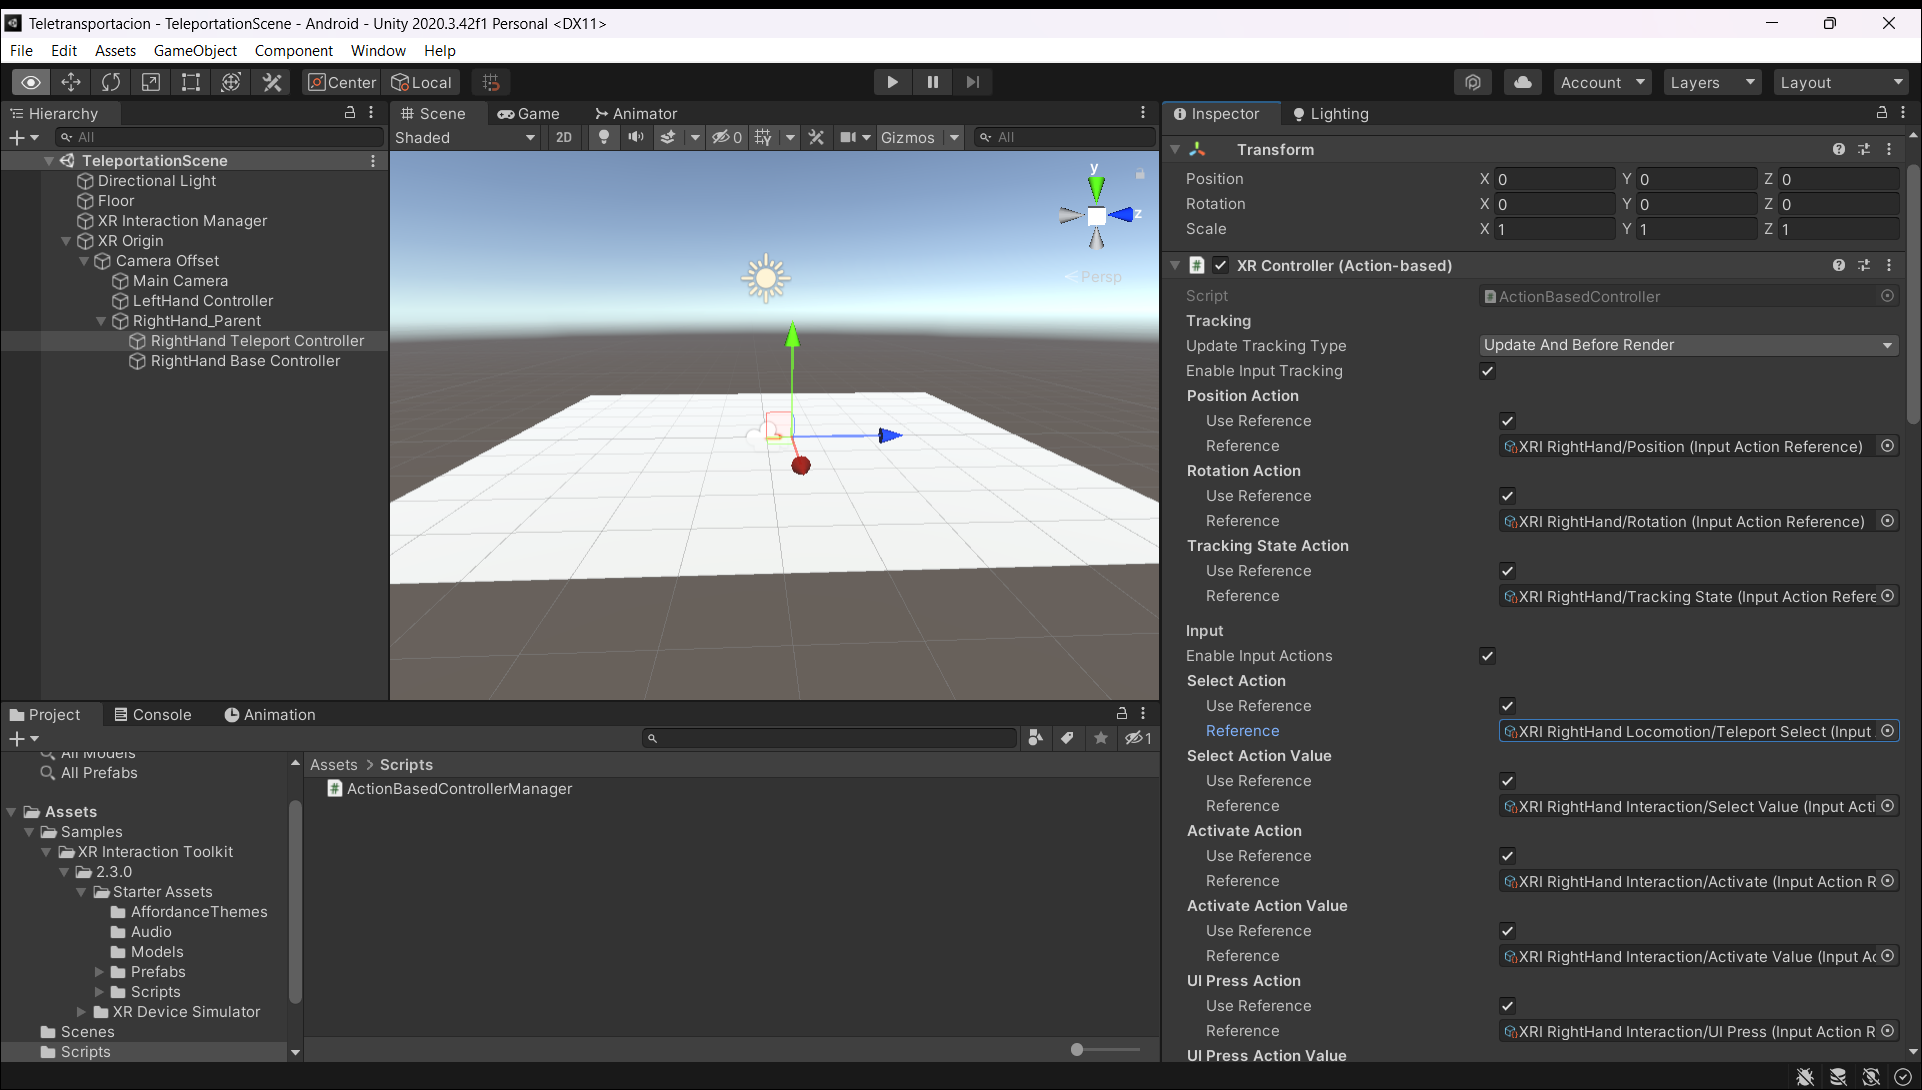 Teletransportacion - TeleportationScene - Android - Unity 2020.3.42f1 Personal <DX11>
File Edit Assets GameObject Component Window Help
Center Local Account Layers Layout
Hierarchy
All
TeleportationScene
Directional Light
Floor
XR Interaction Manager
XR Origin
Camera Offset
Main Camera
LeftHand Controller
RightHand_Parent
RightHand Teleport Controller
RightHand Base Controller
Scene Game Animator
Shaded 2D 0 Gizmos All
y
z
Persp
Inspector Lighting
Transform
Position X 0 Y 0 Z 0
Rotation X 0 Y 0 Z 0
Scale X 1 Y 1 Z 1
XR Controller (Action-based)
Script ActionBasedController
Tracking
Update Tracking Type Update And Before Render
Enable Input Tracking
Position Action
Use Reference
Reference XRI RightHand/Position (Input Action Reference)
Rotation Action
Use Reference
Reference XRI RightHand/Rotation (Input Action Reference)
Tracking State Action
Use Reference
Reference XRI RightHand/Tracking State (Input Action Refere
Input
Enable Input Actions
Select Action
Use Reference
Reference XRI RightHand Locomotion/Teleport Select (Input
Select Action Value
Use Reference
Reference XRI RightHand Interaction/Select Value (Input Acti
Activate Action
Use Reference
Reference XRI RightHand Interaction/Activate (Input Action R
Activate Action Value
Use Reference
Reference XRI RightHand Interaction/Activate Value (Input Ac
UI Press Action
Use Reference
Reference XRI RightHand Interaction/UI Press (Input Action R
UI Press Action Value
Project Console Animation
1
All Models
All Prefabs
Assets
Samples
XR Interaction Toolkit
2.3.0
Starter Assets
AffordanceThemes
Audio
Models
Prefabs
Scripts
XR Device Simulator
Scenes
Scripts
Assets > Scripts
ActionBasedControllerManager